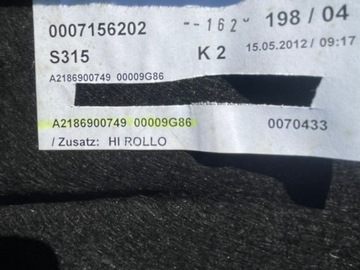 0007156202 --162- 198 / 04
S315 K 2 15.05.2012 / 09:17
A2186900749 00009G86
A2186900749 00009G86 0070433
/ Zusatz: HI ROLLO